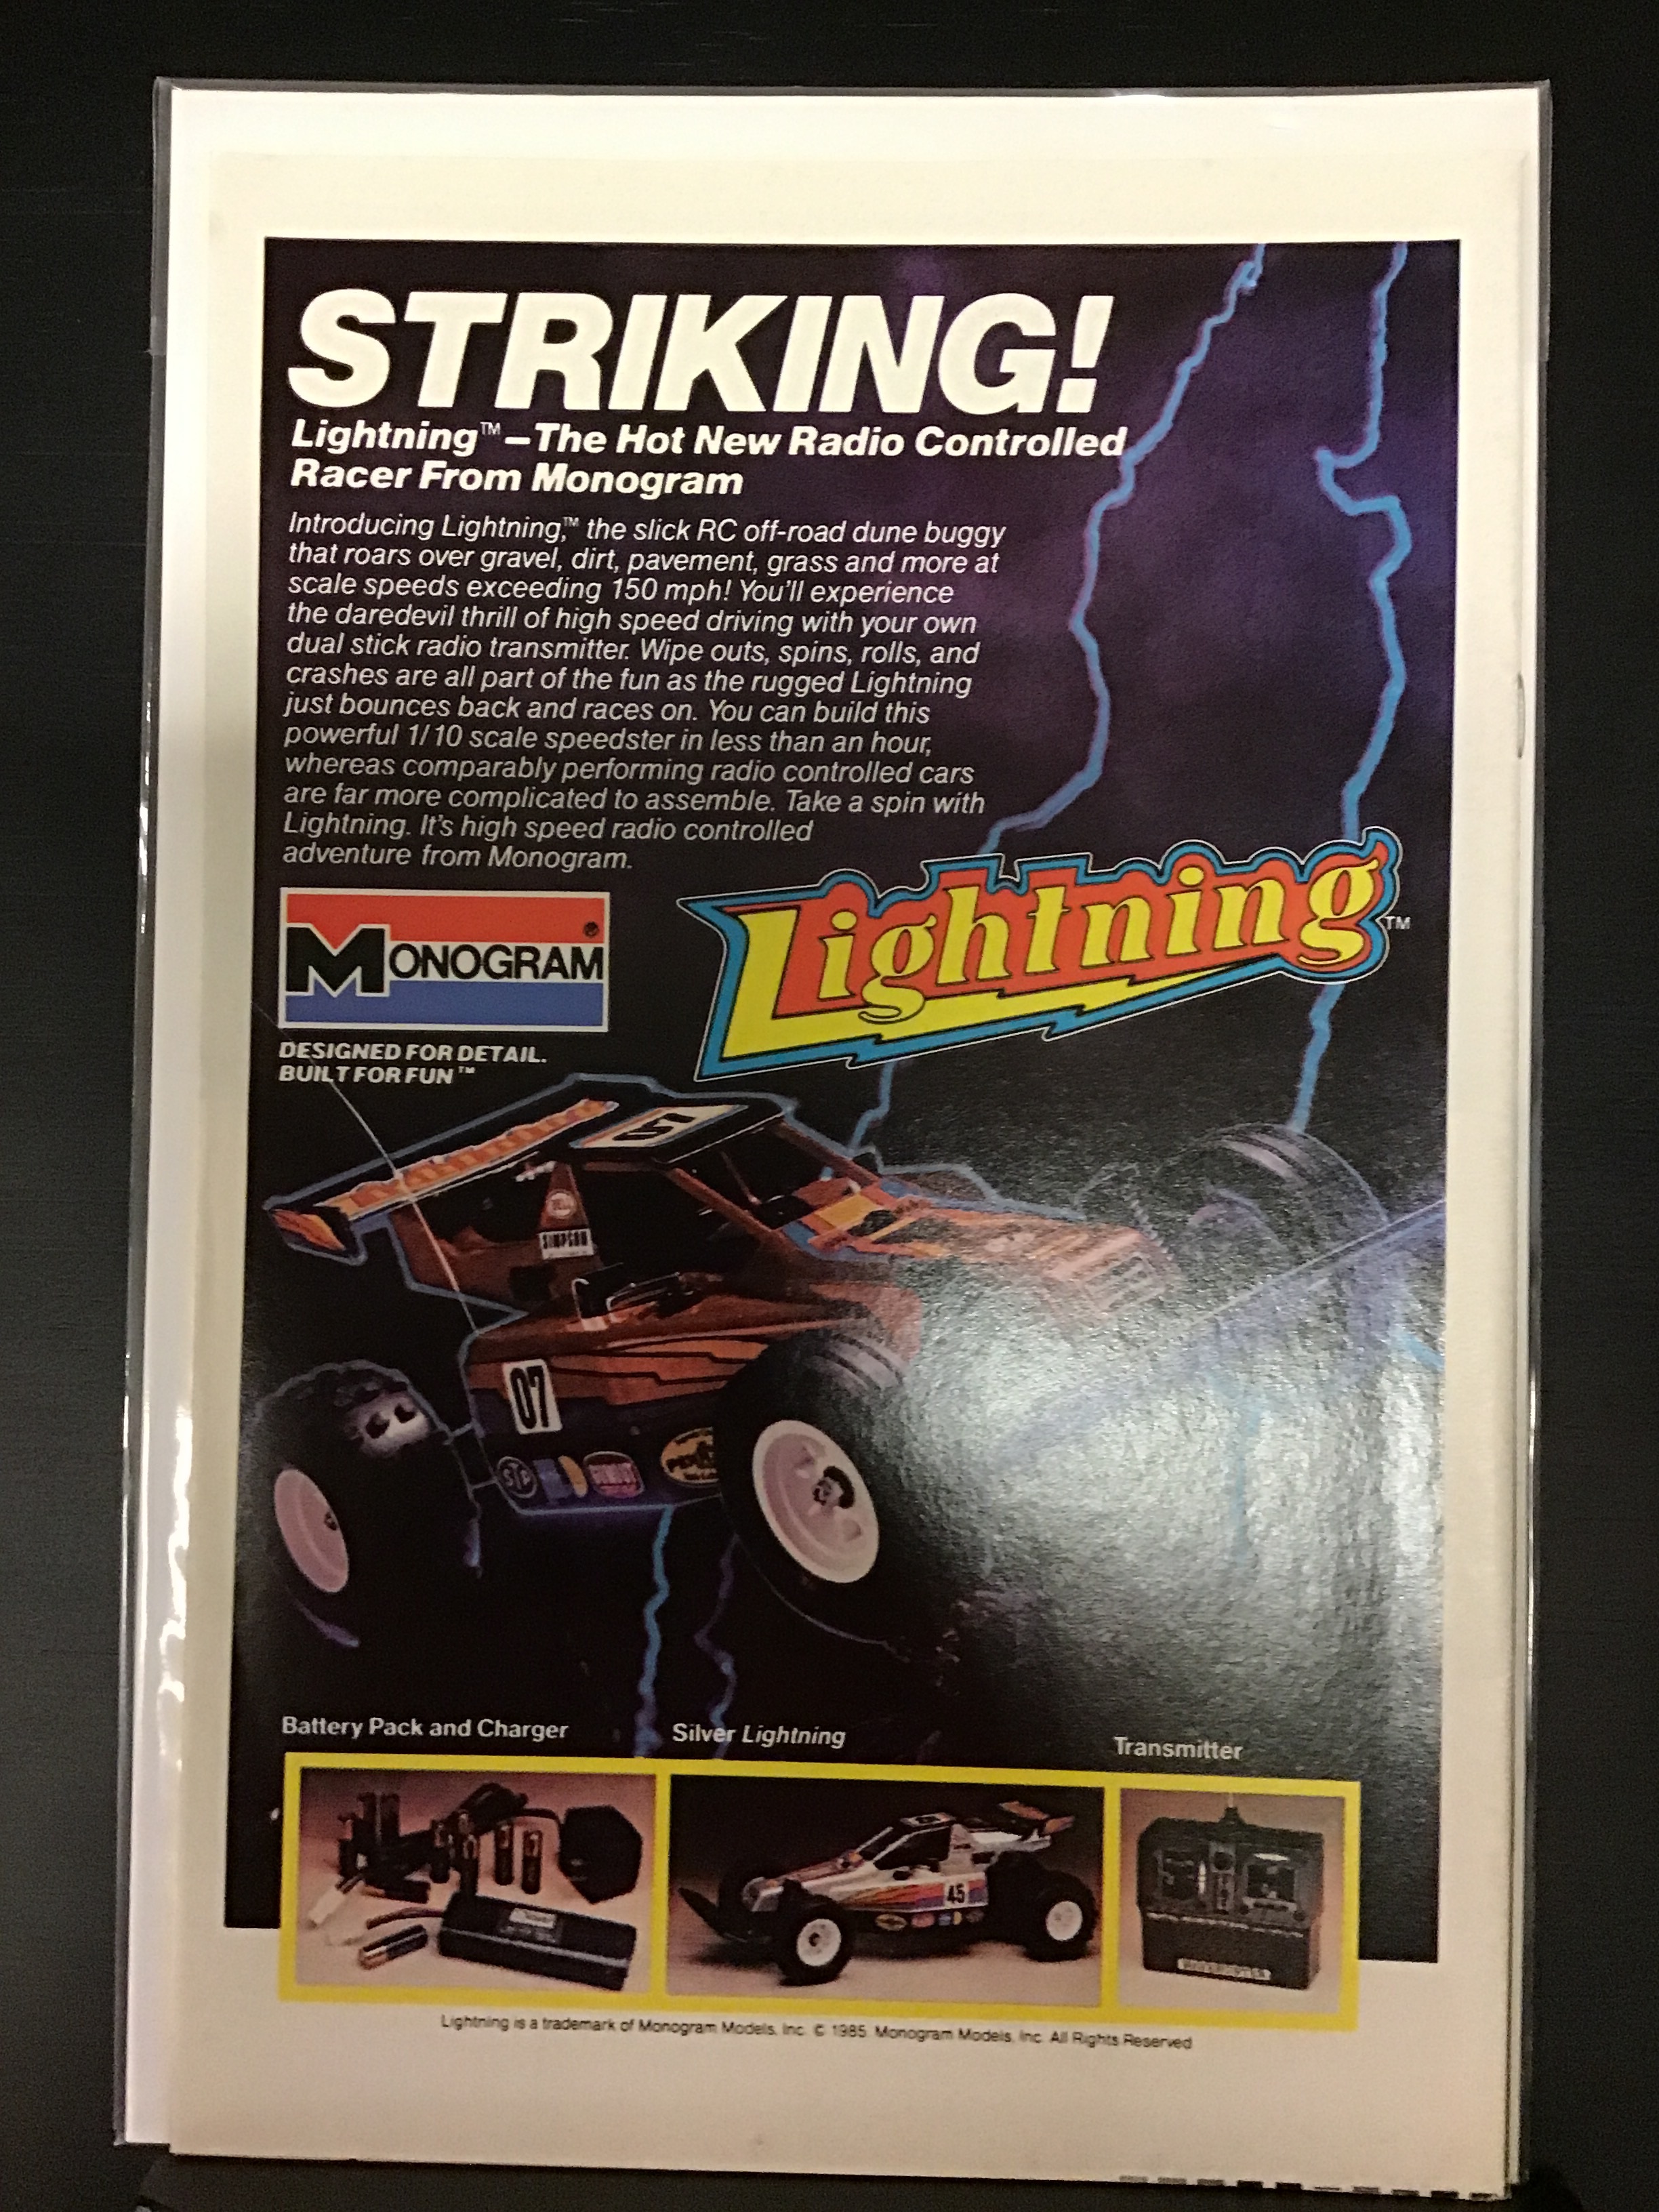 STRIKING!
Lightning™–The Hot New Radio Controlled
Racer From Monogram
Introducing Lightning,™ the slick RC off-road dune buggy
that roars over gravel, dirt, pavement, grass and more at
scale speeds exceeding 150 mph! You'll experience
the daredevil thrill of high speed driving with your own
dual stick radio transmitter. Wipe outs, spins, rolls, and
crashes are all part of the fun as the rugged Lightning
just bounces back and races on. You can build this
powerful 1/10 scale speedster in less than an hour,
whereas comparably performing radio controlled cars
are far more complicated to assemble. Take a spin with
Lightning. It's high speed radio controlled
adventure from Monogram.
Lightning™
MONOGRAM®
DESIGNED FOR DETAIL.
BUILT FOR FUN™
07
SIMPSON
07
STP
Battery Pack and Charger
Silver Lightning
Transmitter
45
Lightning is a trademark of Monogram Models, Inc. © 1985. Monogram Models, Inc. All Rights Reserved